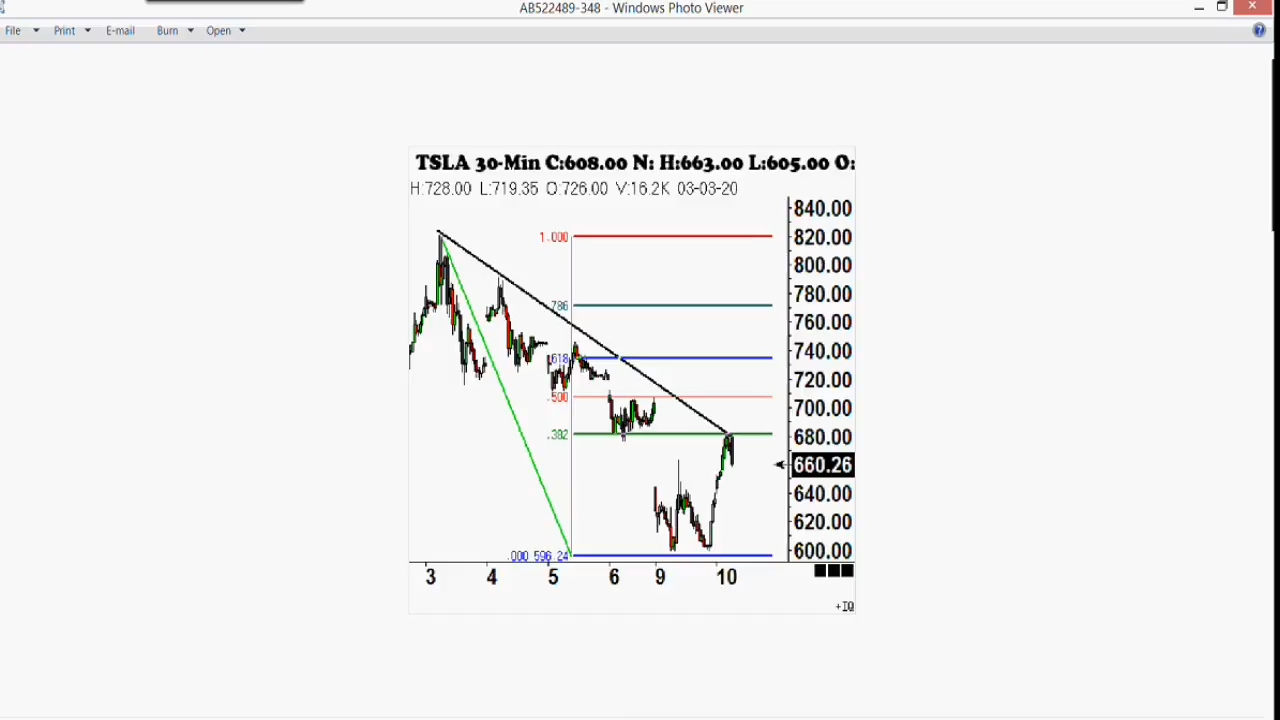 AB522489-348 - Windows Photo Viewer
File Print E-mail Burn Open
TSLA 30-Min C:608.00 N: H:663.00 L:605.00 O:
H:728.00 L:719.35 O:726.00 V:16.2K 03-03-20
840.00
1.000 820.00
800.00
.786 780.00
760.00
.618 740.00
720.00
.500 700.00
.382 680.00
660.26
640.00
620.00
.000 596.24 600.00
3 4 5 6 9 10
+IQ